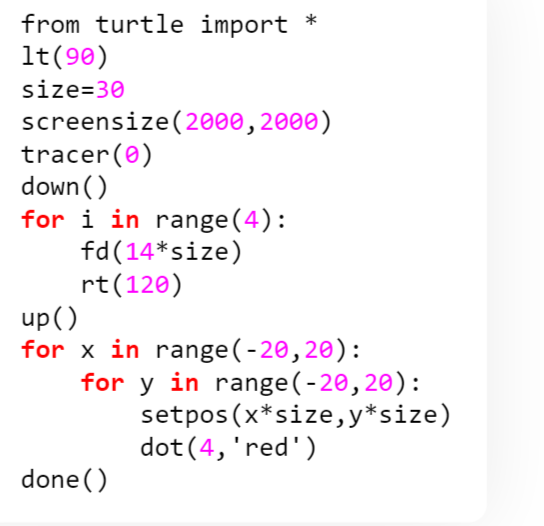 from turtle import *
lt(90)
size=30
screensize(2000,2000)
tracer(0)
down()
for i in range(4):
    fd(14*size)
    rt(120)
up()
for x in range(-20,20):
    for y in range(-20,20):
        setpos(x*size,y*size)
        dot(4,'red')
done()